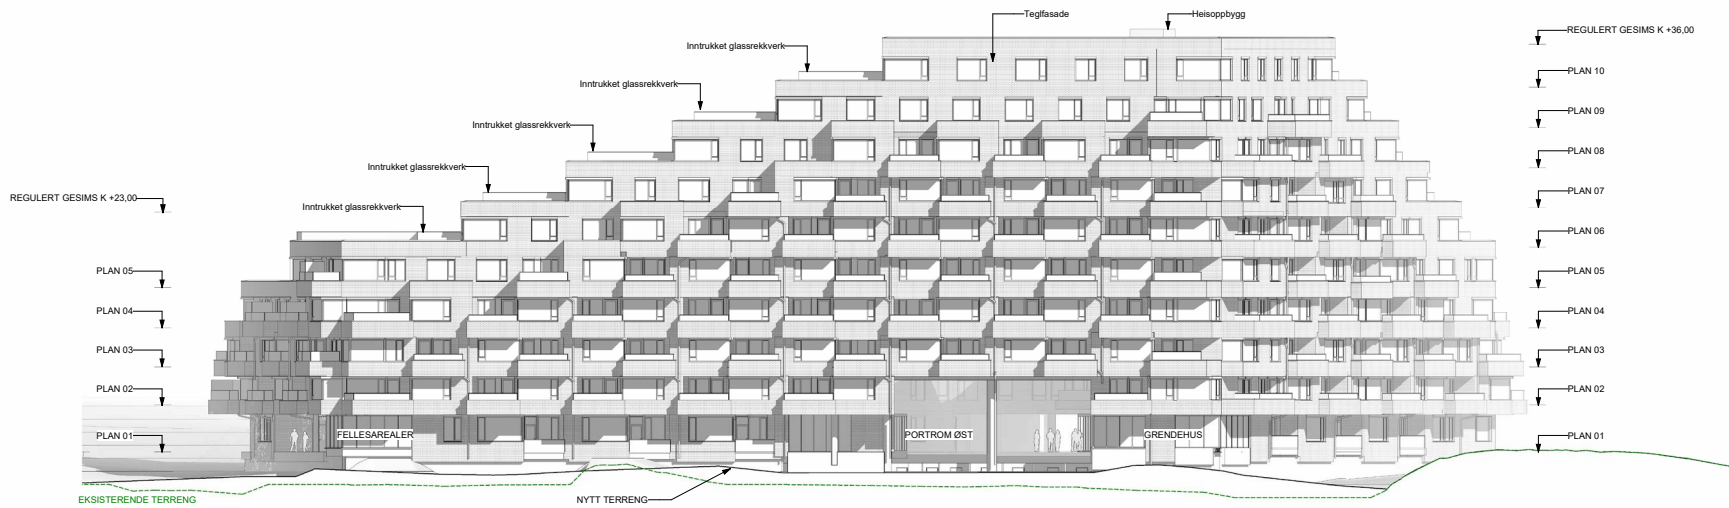 Teglfasade
Heisoppbygg
REGULERT GESIMS K +36,00
Inntrukket glassrekkverk
PLAN 10
Inntrukket glassrekkverk
PLAN 09
Inntrukket glassrekkverk
PLAN 08
Inntrukket glassrekkverk
PLAN 07
REGULERT GESIMS K +23,00
Inntrukket glassrekkverk
PLAN 06
PLAN 05
PLAN 05
PLAN 04
PLAN 04
PLAN 03
PLAN 03
PLAN 02
PLAN 02
PLAN 01
FELLESAREALER
PORTROM ØST
GRENDEHUS
PLAN 01
EKSISTERENDE TERRENG
NYTT TERRENG